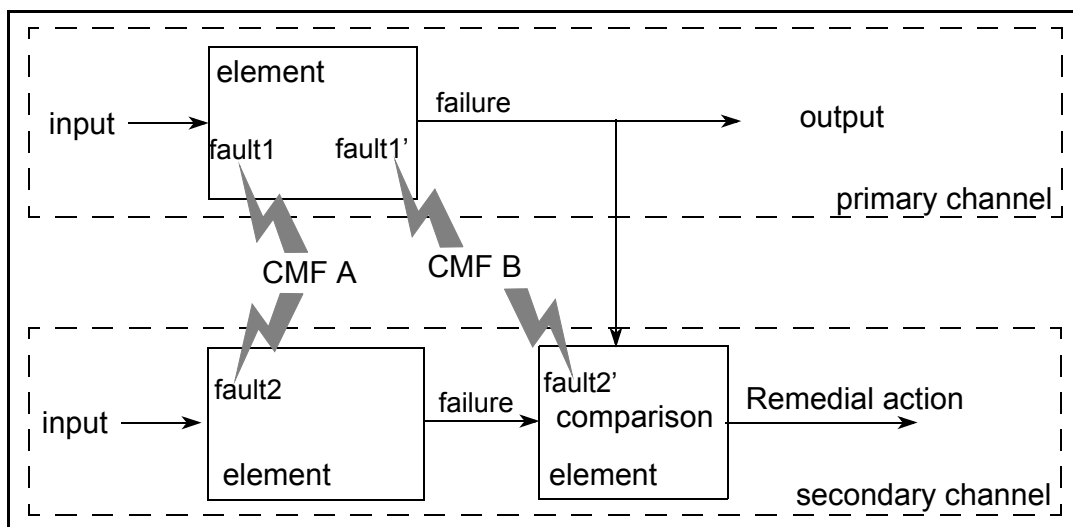 element
input
failure
output
fault1
fault1’
primary channel
CMF A
CMF B
fault2
fault2’
input
failure
comparison
Remedial action
element
element
secondary channel